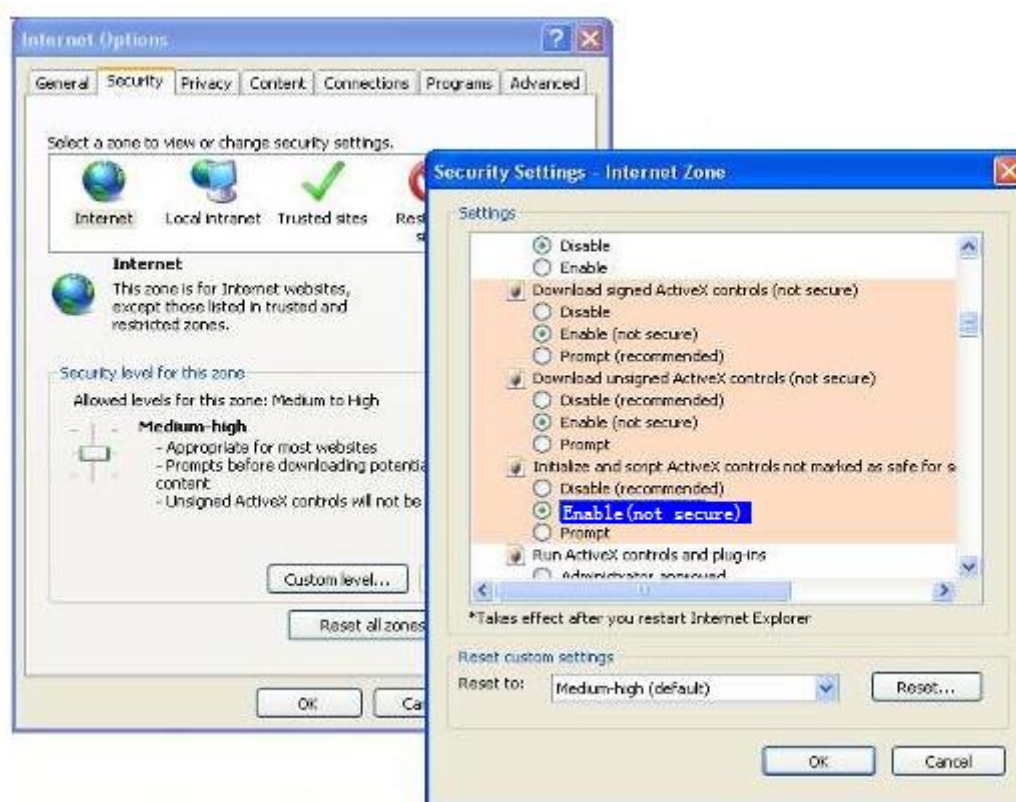 Internet Options
General Security Privacy Content Connections Programs Advanced
Select a zone to view or change security settings.
Internet Local intranet Trusted sites
Internet
This zone is for Internet websites,
except those listed in trusted and
restricted zones.
Security level for this zone
Allowed levels for this zone: Medium to High
Medium-high
- Appropriate for most websites
- Prompts before downloading
content
- Unsigned ActiveX controls will not be
Custom level...
Reset all zones
OK
Security Settings - Internet Zone
Settings
Disable
Enable
Download signed ActiveX controls (not secure)
Disable
Enable (not secure)
Prompt (recommended)
Download unsigned ActiveX controls (not secure)
Disable (recommended)
Enable (not secure)
Prompt
Initialize and script ActiveX controls not marked as safe for s
Disable (recommended)
Enable(not secure)
Prompt
Run ActiveX controls and plug-ins
Administrator approved
*Takes effect after you restart Internet Explorer
Reset custom settings
Reset to: Medium-high (default) Reset...
OK Cancel